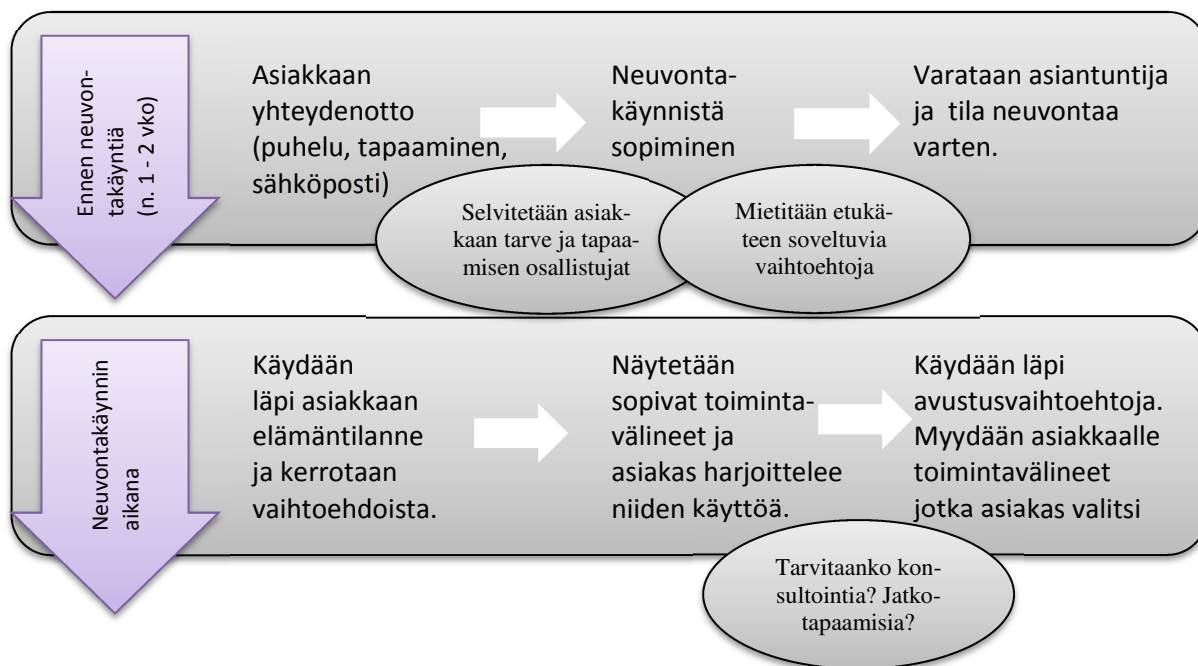 Ennen neuvon-
takäyntiä
(n. 1 - 2 vko)
Asiakkaan
yhteydenotto
(puhelu, tapaaminen,
sähköposti)
Neuvonta-
käynnistä
sopiminen
Varataan asiantuntija
ja tila neuvontaa
varten.
Selvitetään asiak-
kaan tarve ja tapaa-
misen osallistujat
Mietitään etukä-
teen soveltuvia
vaihtoehtoja
Neuvontakäynnin
aikana
Käydään
läpi asiakkaan
elämäntilanne
ja kerrotaan
vaihtoehdoista.
Näytetään
sopivat toiminta-
välineet ja
asiakas harjoittelee
niiden käyttöä.
Käydään läpi
avustusvaihtoehtoja.
Myydään asiakkaalle
toimintavälineet
jotka asiakas valitsi
Tarvitaanko kon-
sultointia? Jatko-
tapaamisia?